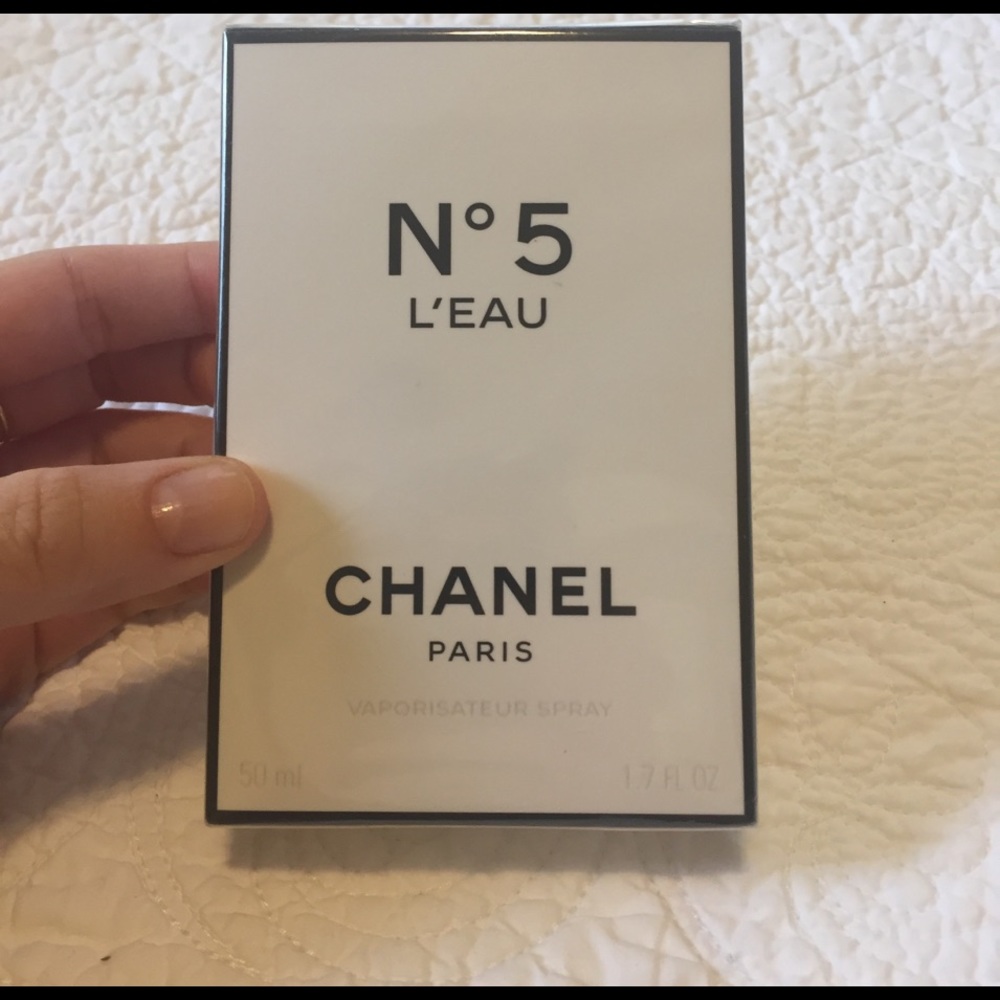 N°5
L'EAU
CHANEL
PARIS
VAPORISATEUR SPRAY
50 ml 1.7 FL OZ